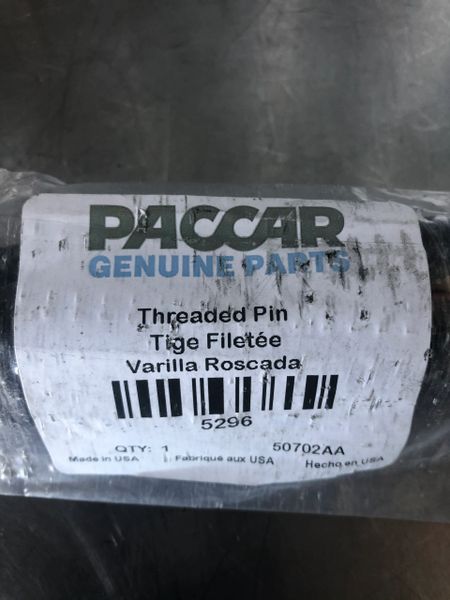 PACCAR
GENUINE PARTS
Threaded Pin
Tige Filetée
Varilla Roscada
5296
QTY: 1 50702AA
Made in USA Fabriqué aux USA Hecho en USA